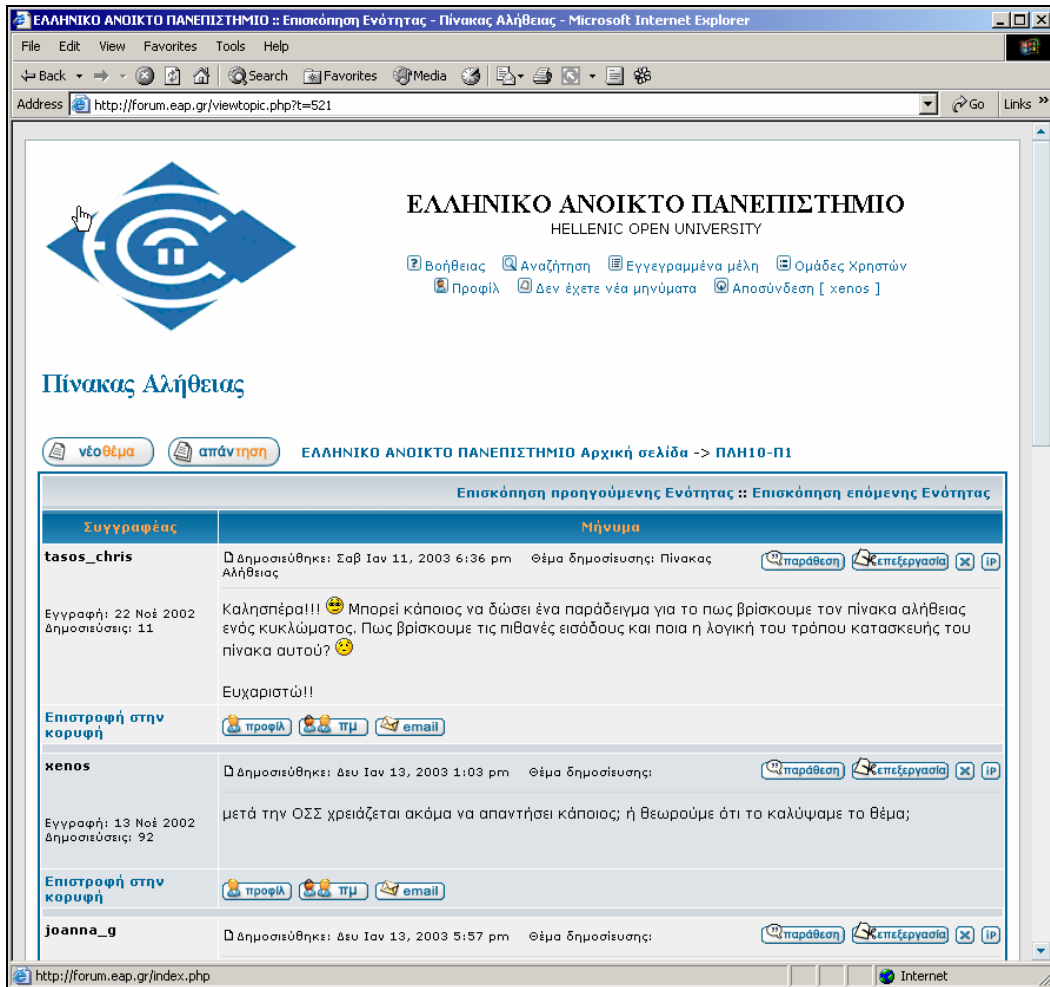 ΕΛΛΗΝΙΚΟ ΑΝΟΙΚΤΟ ΠΑΝΕΠΙΣΤΗΜΙΟ :: Επισκόπηση Ενότητας - Πίνακας Αλήθειας - Microsoft Internet Explorer
File Edit View Favorites Tools Help
Back Search Favorites Media
Address http://forum.eap.gr/viewtopic.php?t=521 Go Links »
ΕΛΛΗΝΙΚΟ ΑΝΟΙΚΤΟ ΠΑΝΕΠΙΣΤΗΜΙΟ
HELLENIC OPEN UNIVERSITY
Βοήθειας Αναζήτηση Εγγεγραμμένα μέλη Ομάδες Χρηστών
Προφίλ Δεν έχετε νέα μηνύματα Αποσύνδεση [ xenos ]
Πίνακας Αλήθειας
νέοθέμα απάντηση ΕΛΛΗΝΙΚΟ ΑΝΟΙΚΤΟ ΠΑΝΕΠΙΣΤΗΜΙΟ Αρχική σελίδα -> ΠΛΗ10-Π1
Επισκόπηση προηγούμενης Ενότητας :: Επισκόπηση επόμενης Ενότητας
Συγγραφέας Μήνυμα
tasos_chris Δημοσιεύθηκε: Σαβ Ιαν 11, 2003 6:36 pm Θέμα δημοσίευσης: Πίνακας
Αλήθειας
παράθεση επεξεργασία iP
Εγγραφή: 22 Νοέ 2002
Δημοσιεύσεις: 11
Καλησπέρα!!! Μπορεί κάποιος να δώσει ένα παράδειγμα για το πως βρίσκουμε τον πίνακα αλήθειας
ενός κυκλώματος. Πως βρίσκουμε τις πιθανές εισόδους και ποια η λογική του τρόπου κατασκευής του
πίνακα αυτού?
Ευχαριστώ!!
Επιστροφή στην
κορυφή
προφίλ πμ email
xenos Δημοσιεύθηκε: Δευ Ιαν 13, 2003 1:03 pm Θέμα δημοσίευσης: παράθεση επεξεργασία iP
Εγγραφή: 13 Νοέ 2002
Δημοσιεύσεις: 92
μετά την ΟΣΣ χρειάζεται ακόμα να απαντήσει κάποιος; ή θεωρούμε ότι το καλύψαμε το θέμα;
Επιστροφή στην
κορυφή
προφίλ πμ email
joanna_g Δημοσιεύθηκε: Δευ Ιαν 13, 2003 5:57 pm Θέμα δημοσίευσης: παράθεση επεξεργασία iP
http://forum.eap.gr/index.php Internet